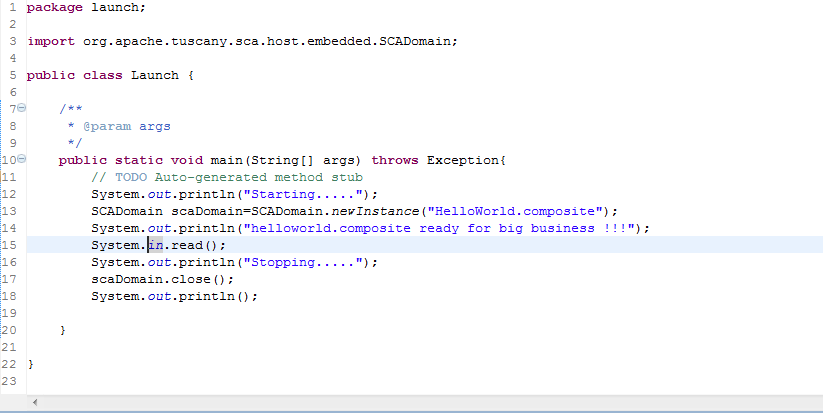 1 package launch;
2
3 import org.apache.tuscany.sca.host.embedded.SCADomain;
4
5 public class Launch {
6
7 /**
8 * @param args
9 */
10 public static void main(String[] args) throws Exception{
11 // TODO Auto-generated method stub
12 System.out.println("Starting.....");
13 SCADomain scaDomain=SCADomain.newInstance("HelloWorld.composite");
14 System.out.println("helloworld.composite ready for big business !!!");
15 System.in.read();
16 System.out.println("Stopping.....");
17 scaDomain.close();
18 System.out.println();
19
20 }
21
22 }
23